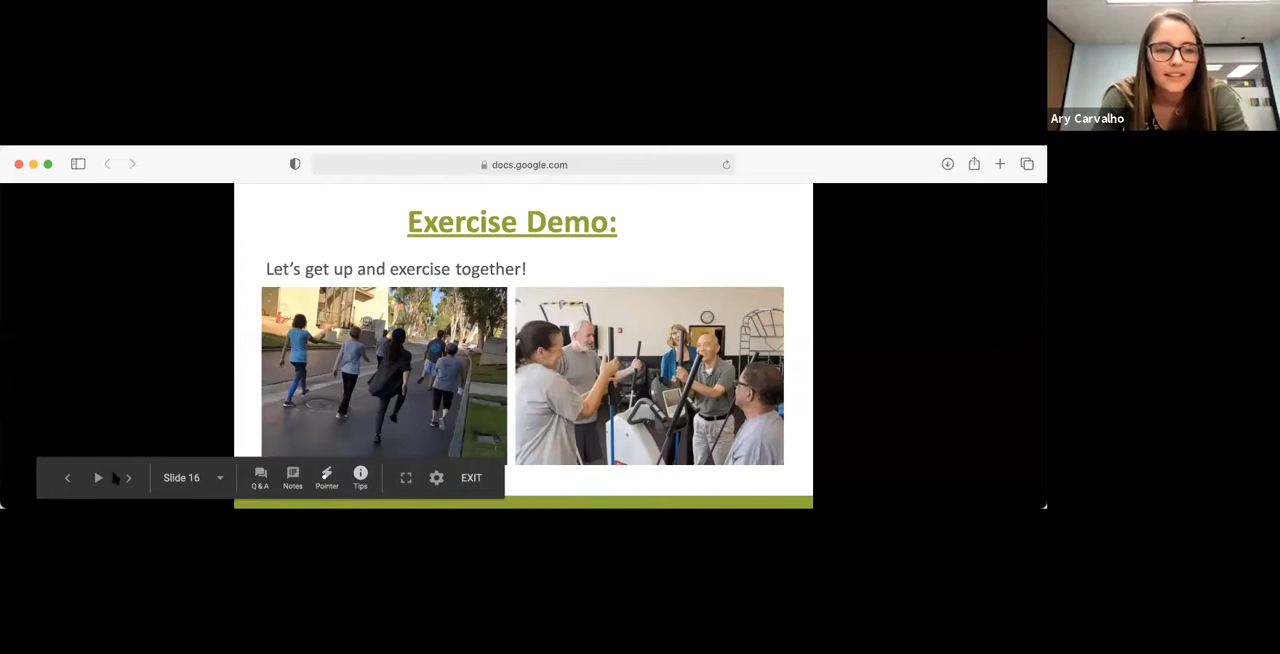 Ary Carvalho
docs.google.com
Exercise Demo:
Let's get up and exercise together!
Slide 16
Q & A
Notes
Pointer
Tips
EXIT